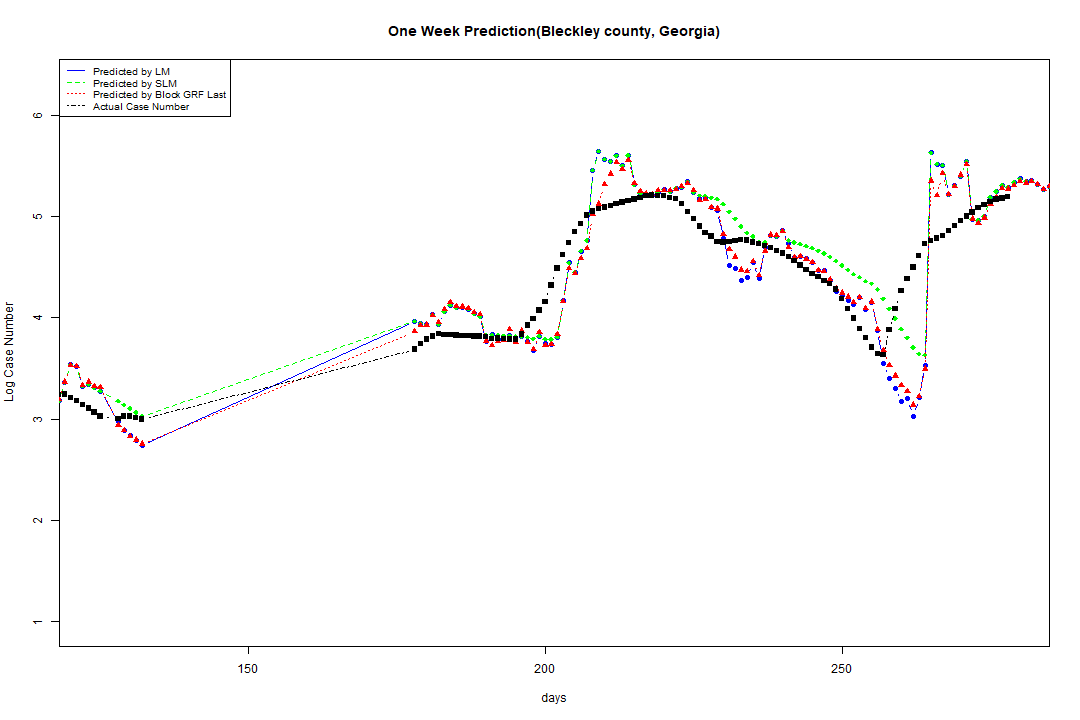 One Week Prediction(Bleckley county, Georgia)
Predicted by LM
Predicted by SLM
Predicted by Block GRF Last
Actual Case Number
Log Case Number
6
5
4
3
2
1
150
200
250
days